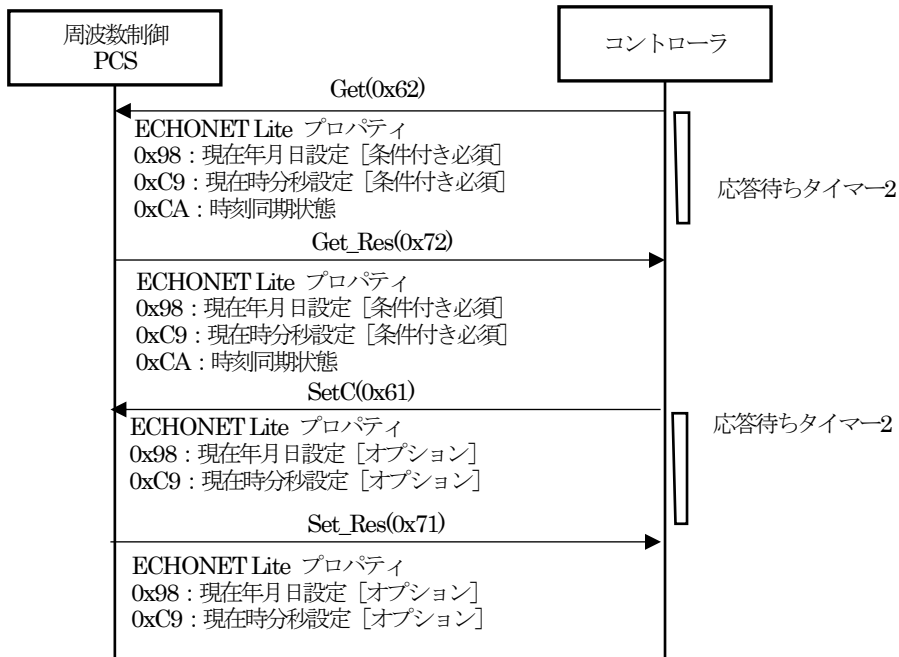 周波数制御
PCS
コントローラ
Get(0x62)
ECHONET Lite プロパティ
0x98：現在年月日設定［条件付き必須］
0xC9：現在時分秒設定［条件付き必須］
0xCA：時刻同期状態
応答待ちタイマー2
Get_Res(0x72)
ECHONET Lite プロパティ
0x98：現在年月日設定［条件付き必須］
0xC9：現在時分秒設定［条件付き必須］
0xCA：時刻同期状態
SetC(0x61)
ECHONET Lite プロパティ
0x98：現在年月日設定［オプション］
0xC9：現在時分秒設定［オプション］
応答待ちタイマー2
Set_Res(0x71)
ECHONET Lite プロパティ
0x98：現在年月日設定［オプション］
0xC9：現在時分秒設定［オプション］